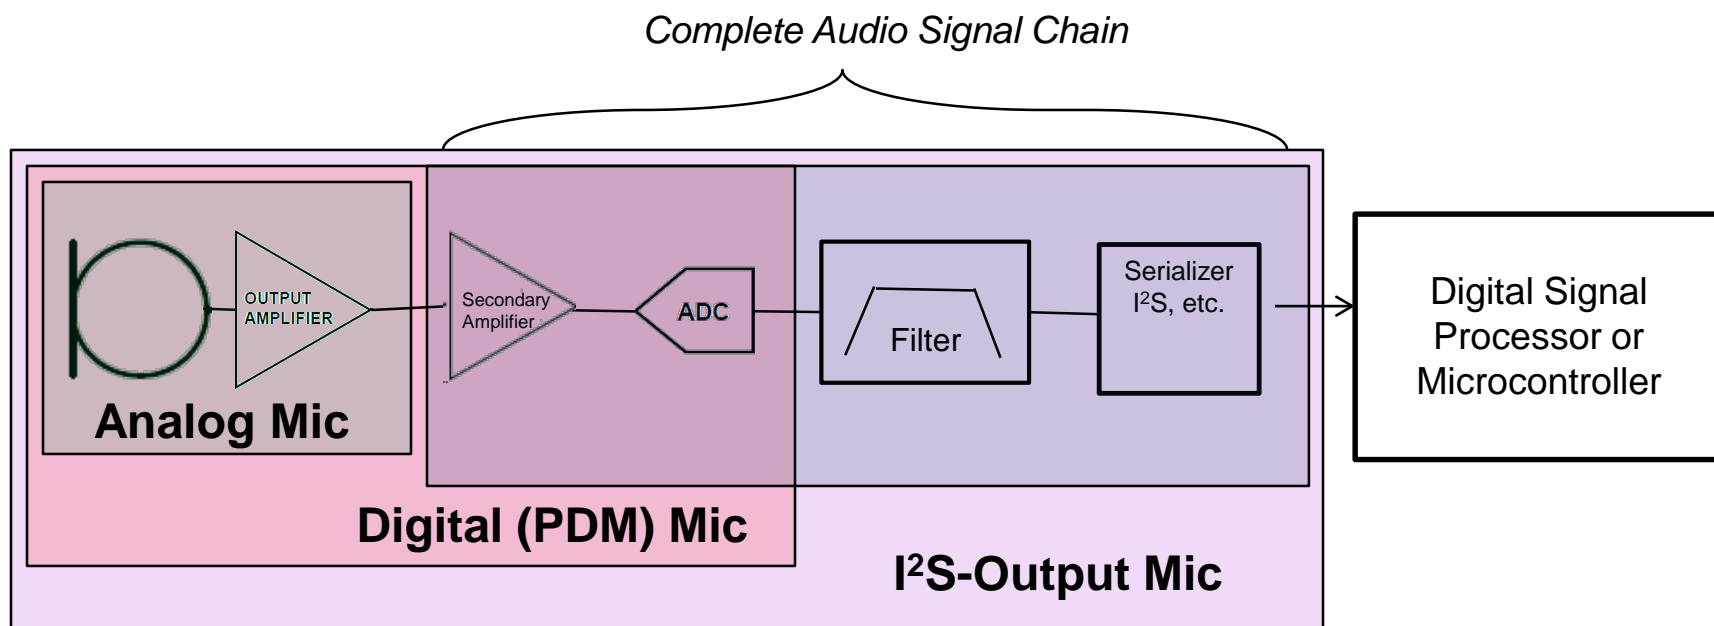 Complete Audio Signal Chain
OUTPUT
AMPLIFIER
Analog Mic
Secondary
Amplifier
ADC
Filter
Serializer
I²S, etc.
Digital Signal
Processor or
Microcontroller
Digital (PDM) Mic
I²S-Output Mic